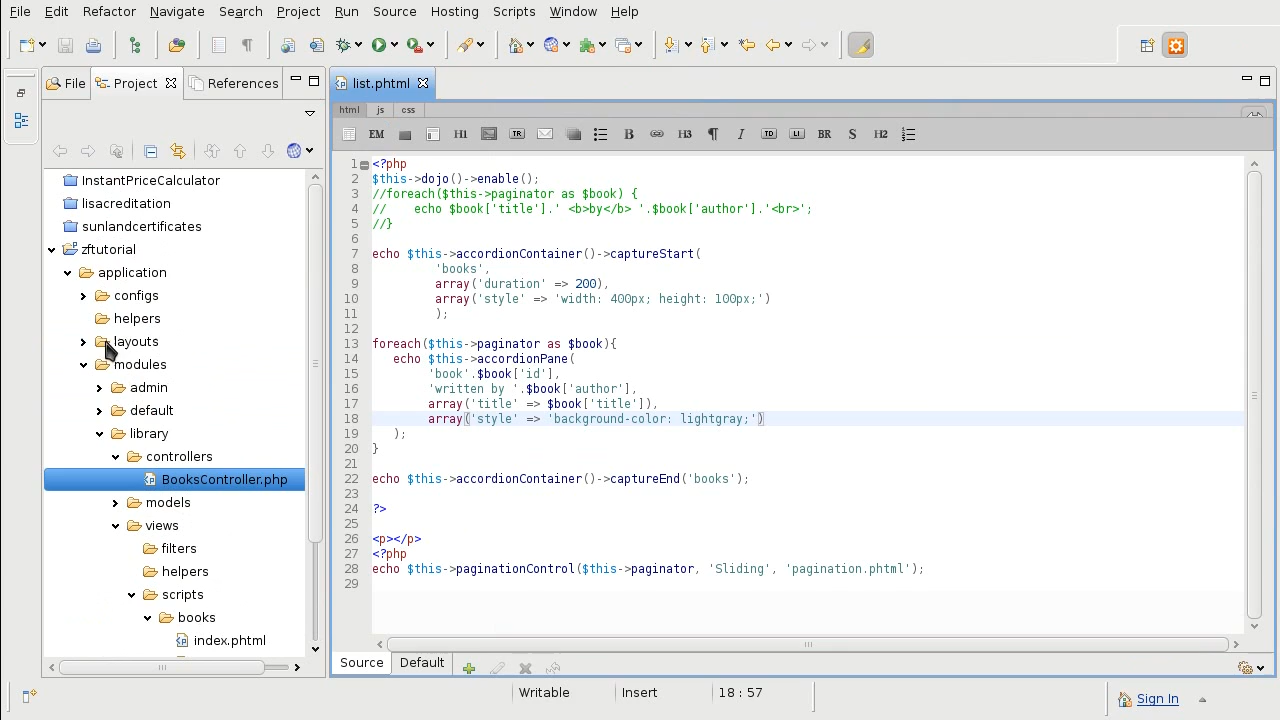 File Edit Refactor Navigate Search Project Run Source Hosting Scripts Window Help
File Project References
list.phtml
html js css
EM H1 TR B H3 I TD LI BR S H2
InstantPriceCalculator
lisacreditation
sunlandcertificates
zftutorial
application
configs
helpers
layouts
modules
admin
default
library
controllers
BooksController.php
models
views
filters
helpers
scripts
books
index.phtml
1 <?php
2 $this->dojo()->enable();
3 //foreach($this->paginator as $book) {
4 //    echo $book['title'].' <b>by</b> '.$book['author'].'<br>';
5 //}
6
7 echo $this->accordionContainer()->captureStart(
8 'books',
9 array('duration' => 200),
10 array('style' => 'width: 400px; height: 100px;')
11 );
12
13 foreach($this->paginator as $book){
14 echo $this->accordionPane(
15 'book'.$book['id'],
16 'written by '.$book['author'],
17 array('title' => $book['title']),
18 array('style' => 'background-color: lightgray;')
19 );
20 }
21
22 echo $this->accordionContainer()->captureEnd('books');
23
24 ?>
25
26 <p></p>
27 <?php
28 echo $this->paginationControl($this->paginator, 'Sliding', 'pagination.phtml');
29
Source Default
Writable Insert 18 : 57
Sign In